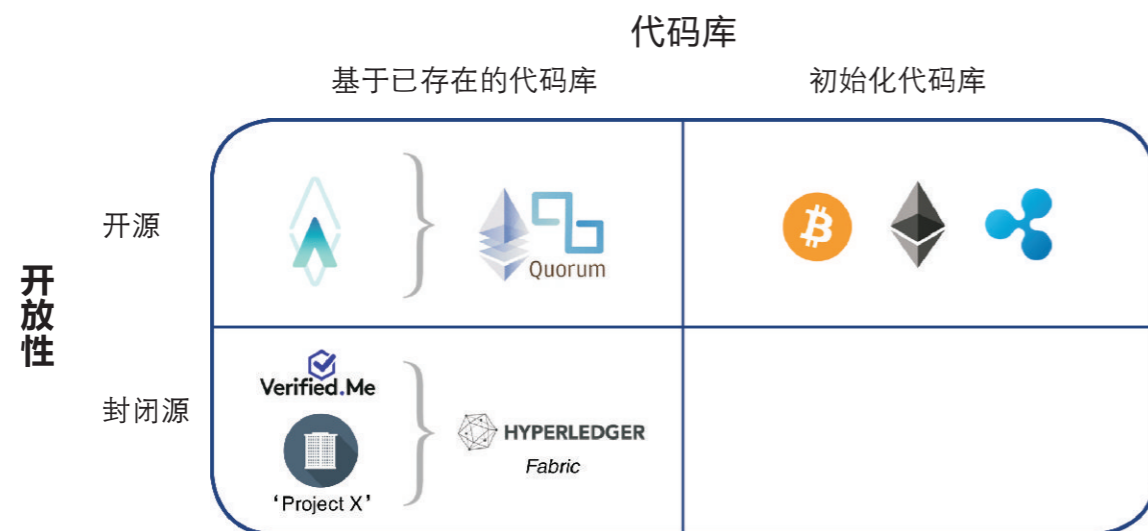 代码库
基于已存在的代码库
初始化代码库
开放性
开源
Quorum
封闭源
Verified.Me
HYPERLEDGER
Fabric
‘Project X’